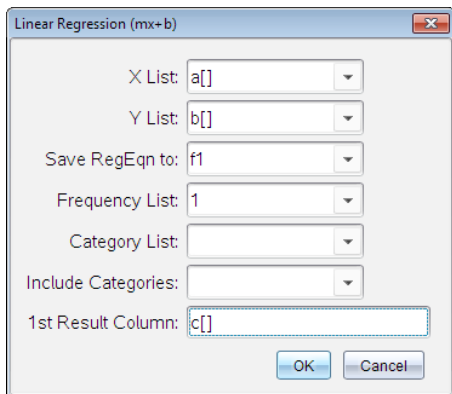 Linear Regression (mx+b)
X List: a[]
Y List: b[]
Save RegEqn to: f1
Frequency List: 1
Category List:
Include Categories:
1st Result Column: c[]
OK Cancel